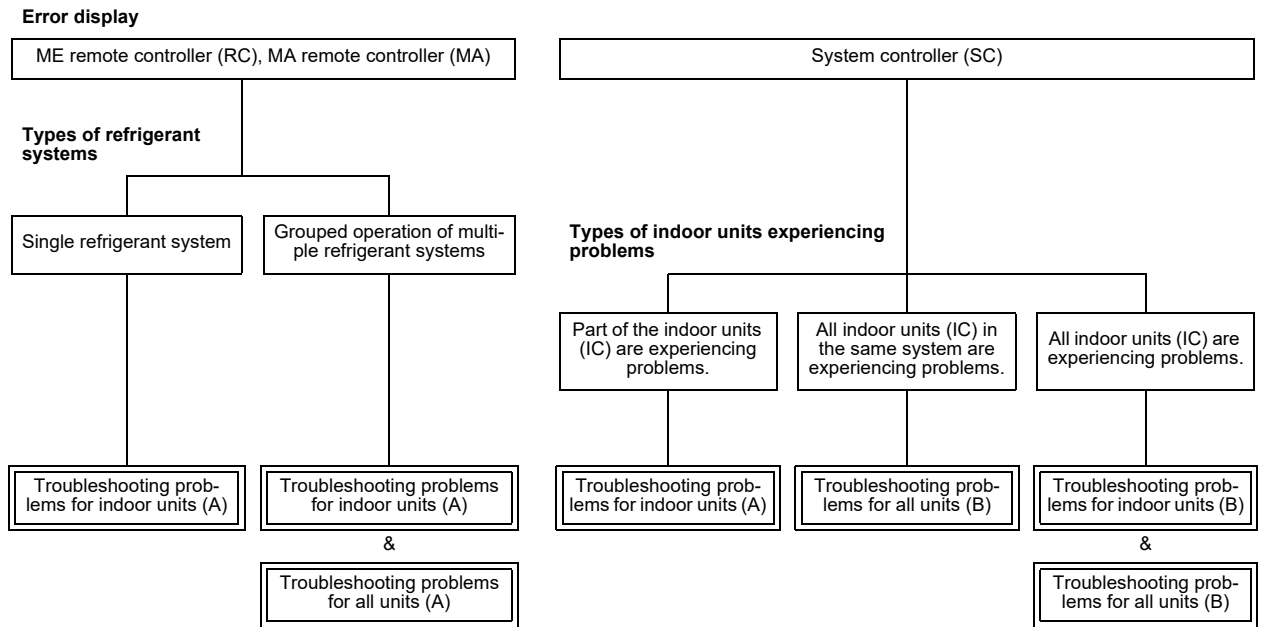 Error display
ME remote controller (RC), MA remote controller (MA)
System controller (SC)
Types of refrigerant
systems
Single refrigerant system
Grouped operation of multi-
ple refrigerant systems
Types of indoor units experiencing
problems
Part of the indoor units
(IC) are experiencing
problems.
All indoor units (IC) in
the same system are
experiencing problems.
All indoor units (IC) are
experiencing problems.
Troubleshooting prob-
lems for indoor units (A)
Troubleshooting problems
for indoor units (A)
&
Troubleshooting problems
for all units (A)
Troubleshooting prob-
lems for indoor units (A)
Troubleshooting prob-
lems for all units (B)
Troubleshooting prob-
lems for indoor units (B)
&
Troubleshooting prob-
lems for all units (B)